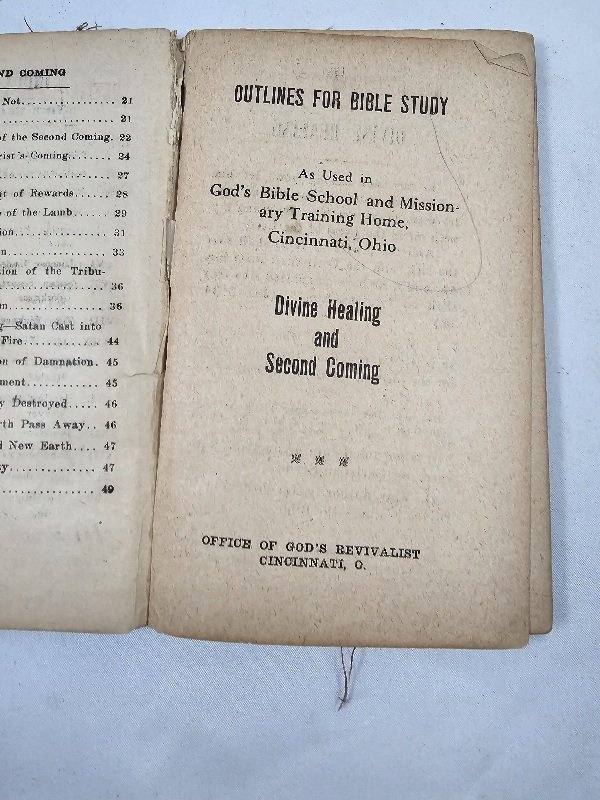 ND COMING
Not................. 21
................... 21
of the Second Coming. 22
rist's Coming........ 24
................... 27
nt of Rewards...... 28
of the Lamb...... 29
ion................ 31
n................. 33
tion of the Tribu-
................... 36
m................. 36
g—Satan Cast into
Fire.............. 44
on of Damnation. 45
ment............. 45
y Destroyed..... 46
rth Pass Away.. 46
d New Earth.... 47
ty............... 47
................. 49
OUTLINES FOR BIBLE STUDY
As Used in
God's Bible School and Mission-
ary Training Home,
Cincinnati, Ohio
Divine Healing
and
Second Coming
OFFICE OF GOD'S REVIVALIST
CINCINNATI, O.